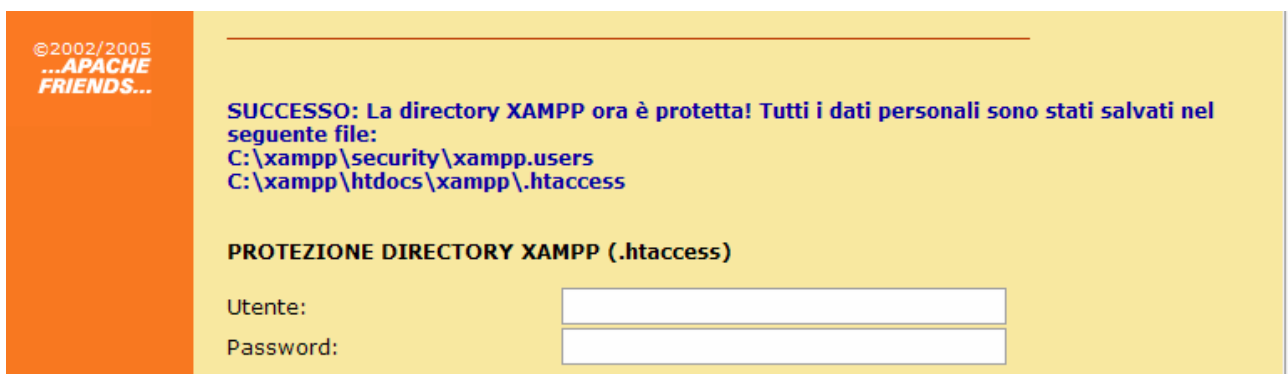 ©2002/2005
...APACHE
FRIENDS...
SUCCESSO: La directory XAMPP ora è protetta! Tutti i dati personali sono stati salvati nel
seguente file:
C:\xampp\security\xampp.users
C:\xampp\htdocs\xampp\.htaccess
PROTEZIONE DIRECTORY XAMPP (.htaccess)
Utente:
Password: